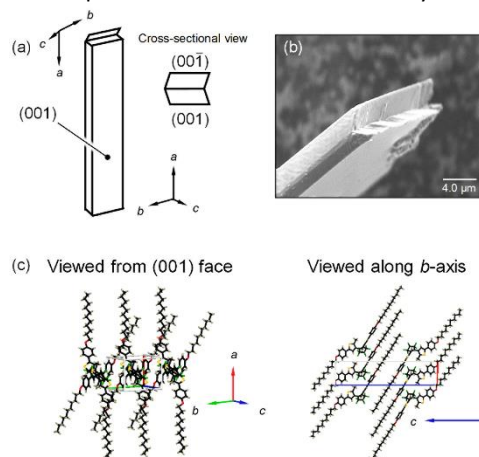 b
c
a
(a)
Cross-sectional view
(001̄)
(001)
(001)
a
b
c
(b)
4.0 μm
(c) Viewed from (001) face
Viewed along b-axis
a
b
c
c